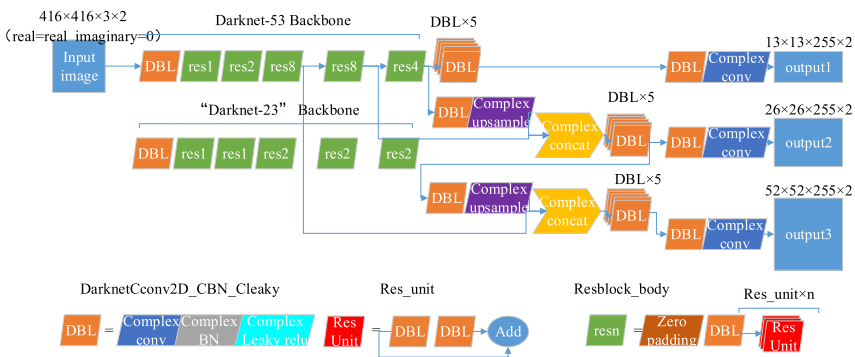 416×416×3×2
（real=real_imaginary=0）
Darknet-53 Backbone
DBL×5
Input
image
DBL
res1
res2
res8
res8
res4
DBL
DBL
Complex
conv
13×13×255×2
output1
“Darknet-23” Backbone
DBL
res1
res1
res2
res2
res2
DBL
Complex
upsample
Complex
concat
DBL×5
DBL
DBL
Complex
conv
26×26×255×2
output2
DBL
Complex
upsample
Complex
concat
DBL×5
DBL
DBL
Complex
conv
52×52×255×2
output3
DarknetCconv2D_CBN_Cleaky
DBL
=
Complex
conv
Complex
BN
Complex
Leaky relu
Res_unit
Res
Unit
=
DBL
DBL
Add
Resblock_body
Res_unit×n
resn
=
Zero
padding
DBL
Res
Unit